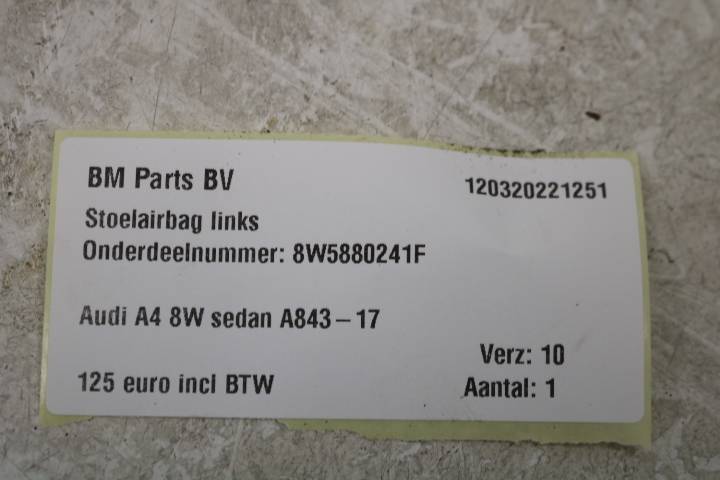 BM Parts BV
120320221251
Stoelairbag links
Onderdeelnummer: 8W5880241F
Audi A4 8W sedan A843-17
Verz: 10
125 euro incl BTW
Aantal: 1